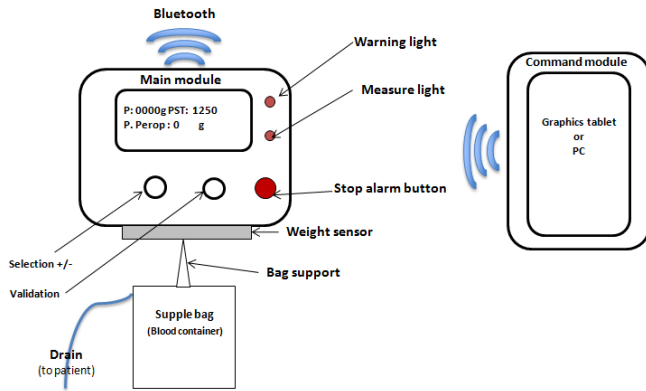 Bluetooth
Warning light
Main module
Command module
Measure light
P: 0000g PST: 1250
P. Perop : 0 g
Graphics tablet
or
PC
Stop alarm button
Weight sensor
Selection +/-
Bag support
Validation
Supple bag
(Blood container)
Drain
(to patient)